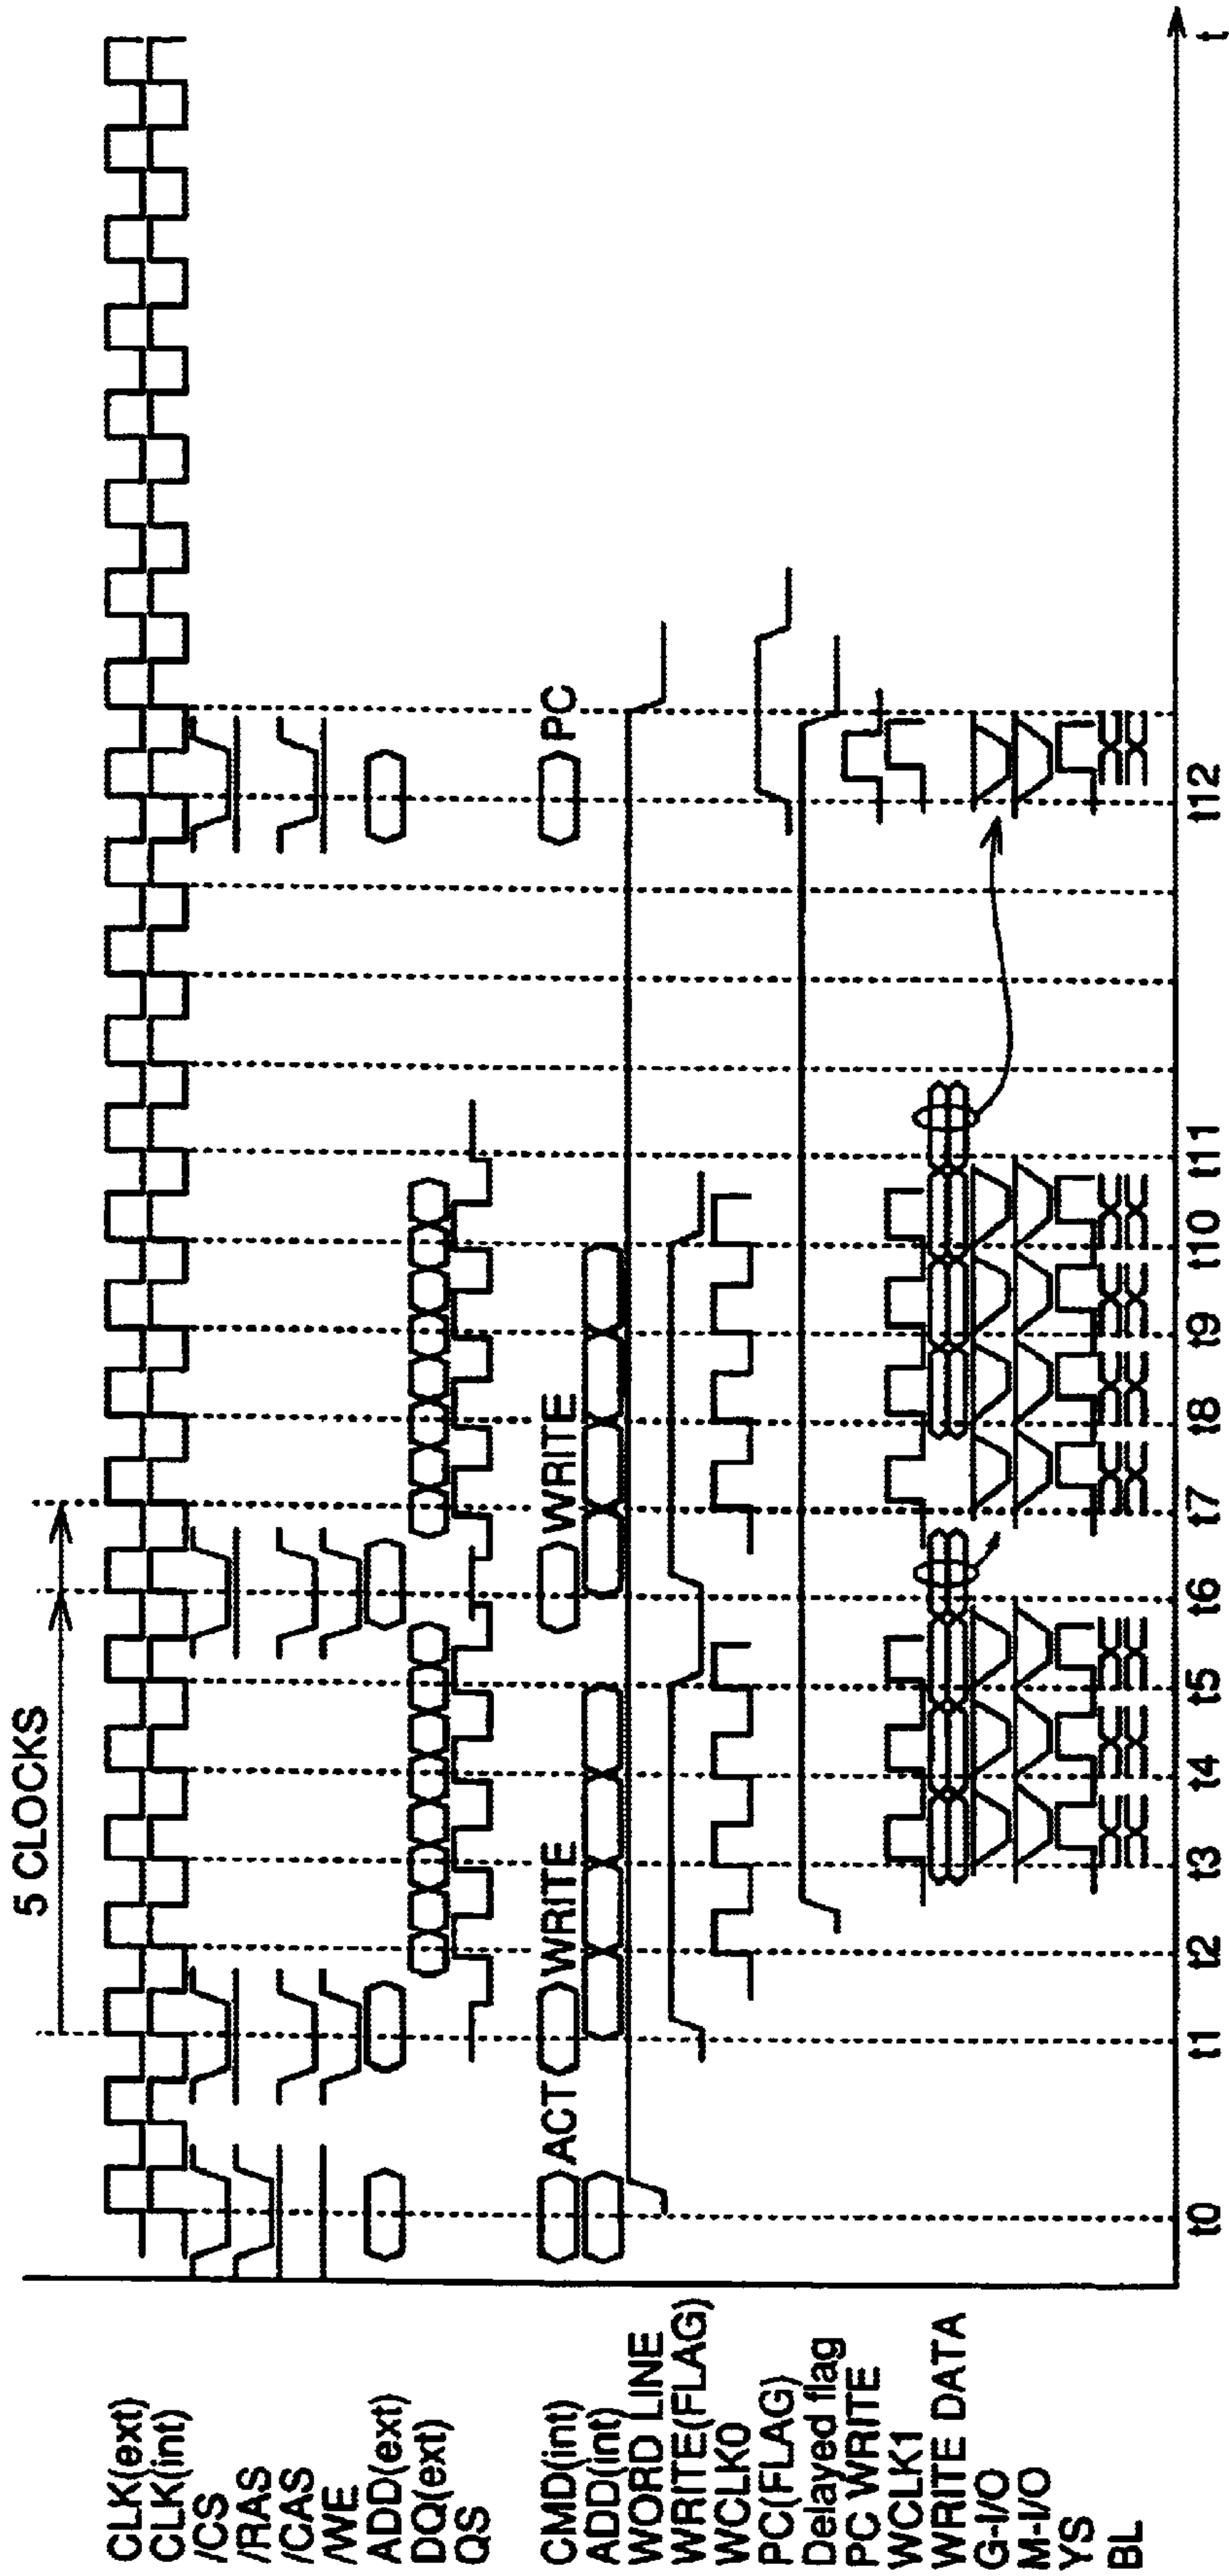 5 CLOCKS
CLK(ext)
CLK(int)
/CS
/RAS
/CAS
/WE
ADD(ext)
DQ(ext)
QS
CMD(int) ACT WRITE WRITE PC
ADD(int)
WORD LINE
WRITE(FLAG)
WCLK0
PC(FLAG)
Delayed flag
PC WRITE
WCLK1
WRITE DATA
G-I/O
M-I/O
YS
BL
t0 t1 t2 t3 t4 t5 t6 t7 t8 t9 t10 t11 t12 t